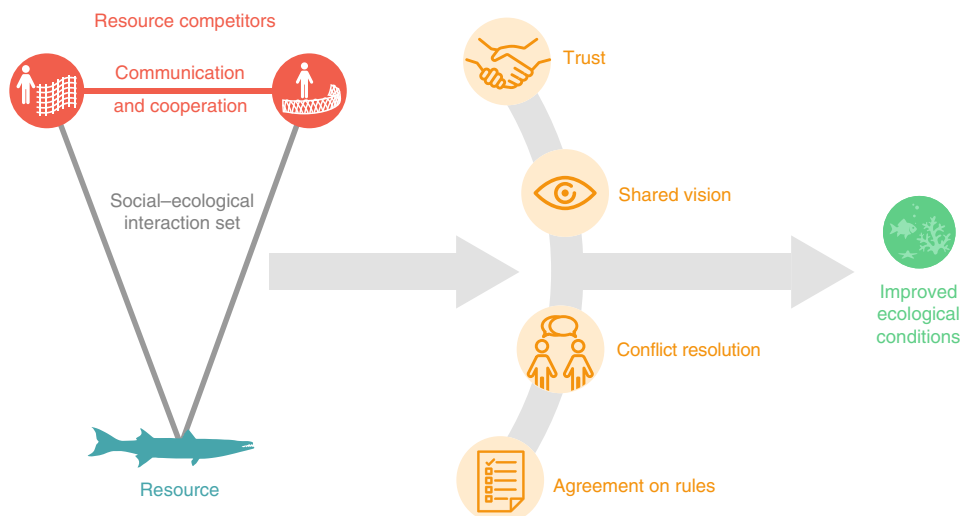 Resource competitors
Communication
and cooperation
Social–ecological
interaction set
Resource
Trust
Shared vision
Conflict resolution
Agreement on rules
Improved
ecological
conditions